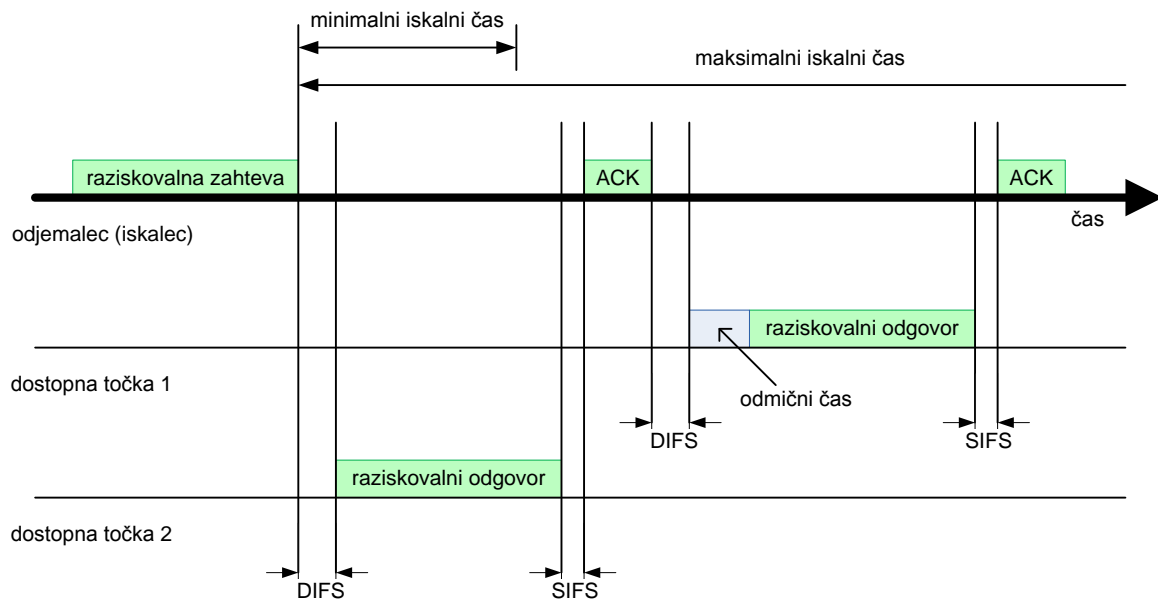 minimalni iskalni čas
maksimalni iskalni čas
raziskovalna zahteva
ACK
ACK
čas
odjemalec (iskalec)
raziskovalni odgovor
dostopna točka 1
odmični čas
DIFS
SIFS
raziskovalni odgovor
dostopna točka 2
DIFS
SIFS